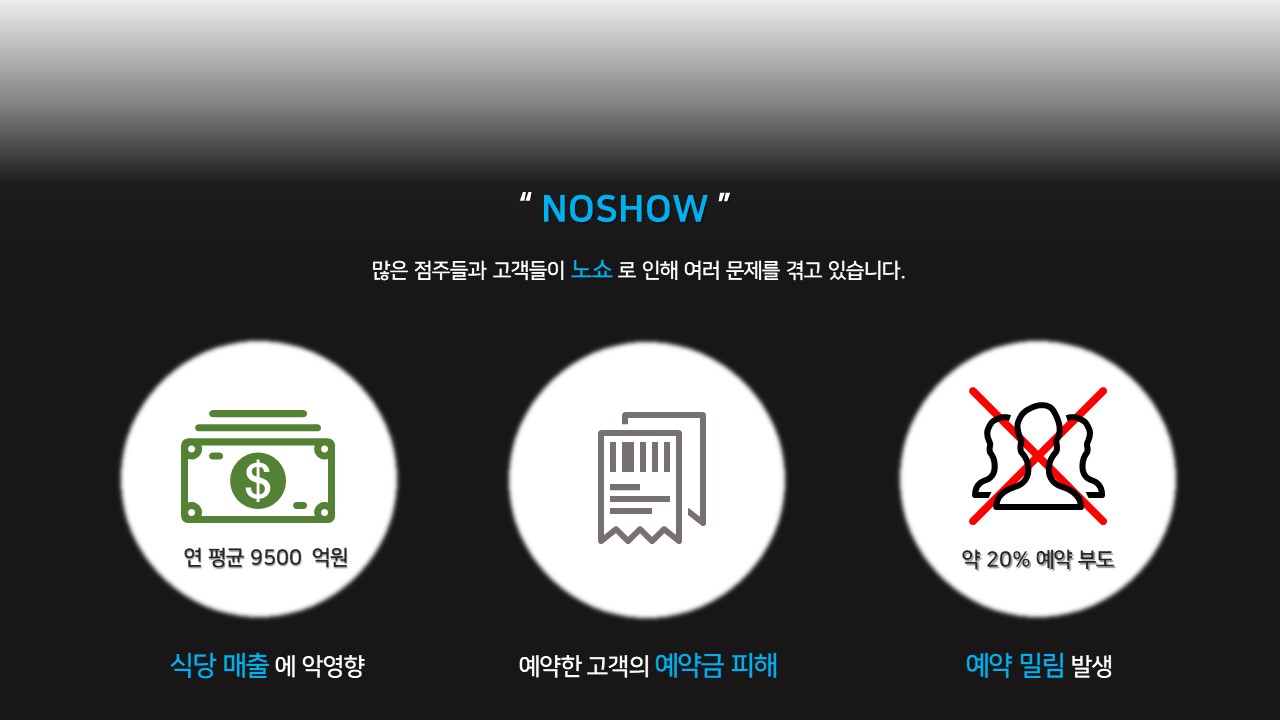 “ NOSHOW ”
많은 점주들과 고객들이 노쇼 로 인해 여러 문제를 겪고 있습니다.
$
연 평균 9500 억원
약 20% 예약 부도
식당 매출 에 악영향
예약한 고객의 예약금 피해
예약 밀림 발생